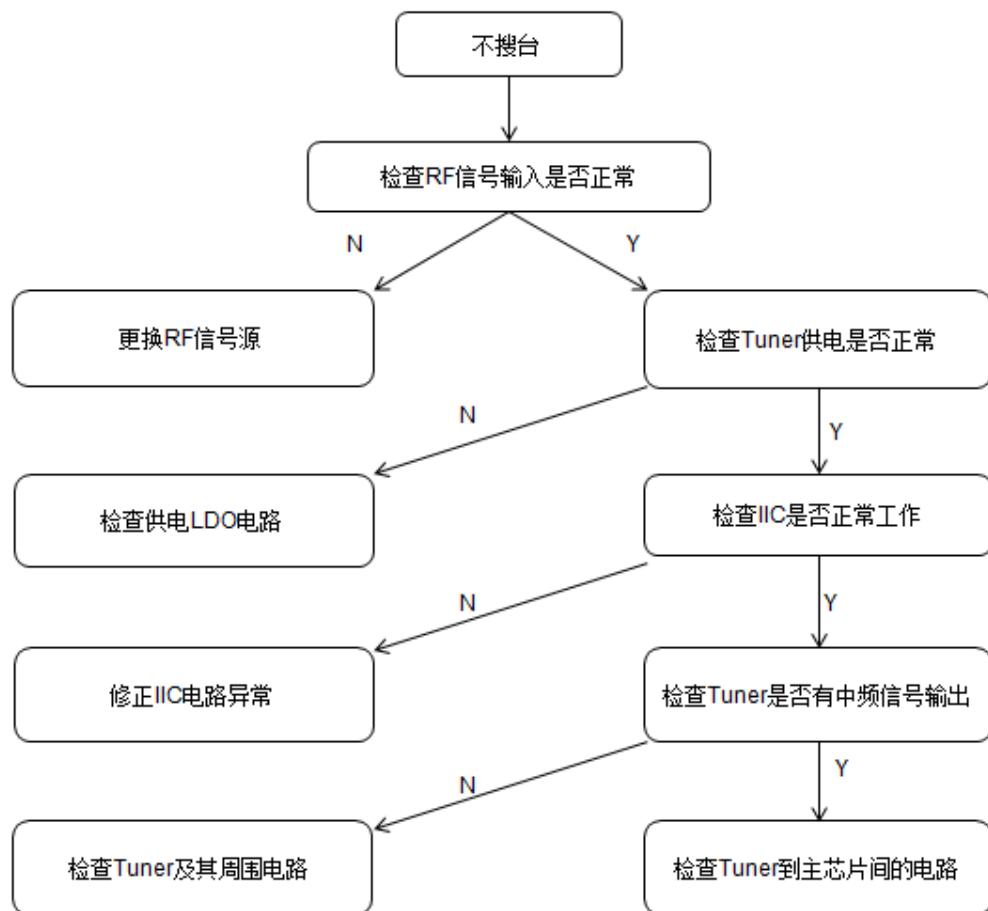 不搜台
检查RF信号输入是否正常
N
Y
更换RF信号源
检查Tuner供电是否正常
N
Y
检查供电LDO电路
检查IIC是否正常工作
N
Y
修正IIC电路异常
检查Tuner是否有中频信号输出
N
Y
检查Tuner及其周围电路
检查Tuner到主芯片间的电路